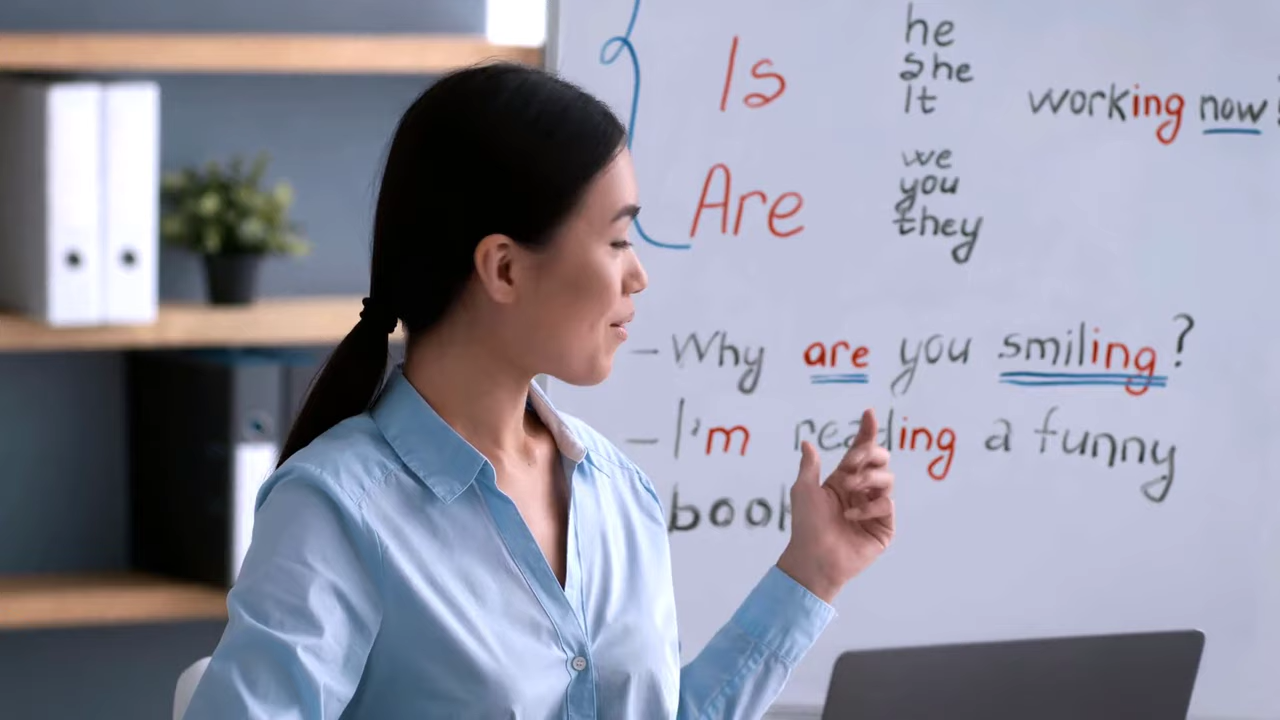 he
Is she
It working now?
we
Are you
they
– Why are you smiling?
– I'm reading a funny
book